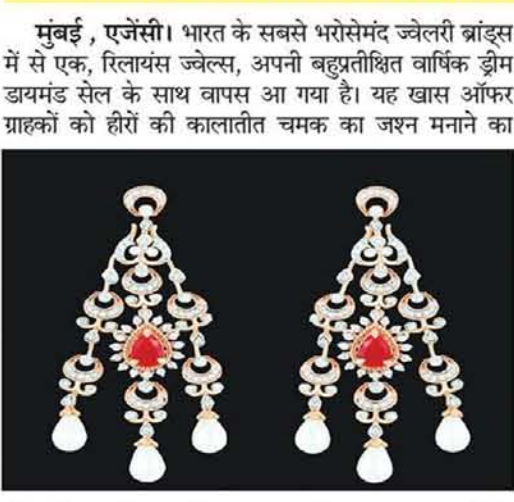 मुंबई , एजेंसी। भारत के सबसे भरोसेमंद ज्वेलरी ब्रांड्स
में से एक, रिलायंस ज्वेल्स, अपनी बहुप्रतीक्षित वार्षिक ड्रीम
डायमंड सेल के साथ वापस आ गया है। यह खास ऑफर
ग्राहकों को हीरों की कालातीत चमक का जश्न मनाने का